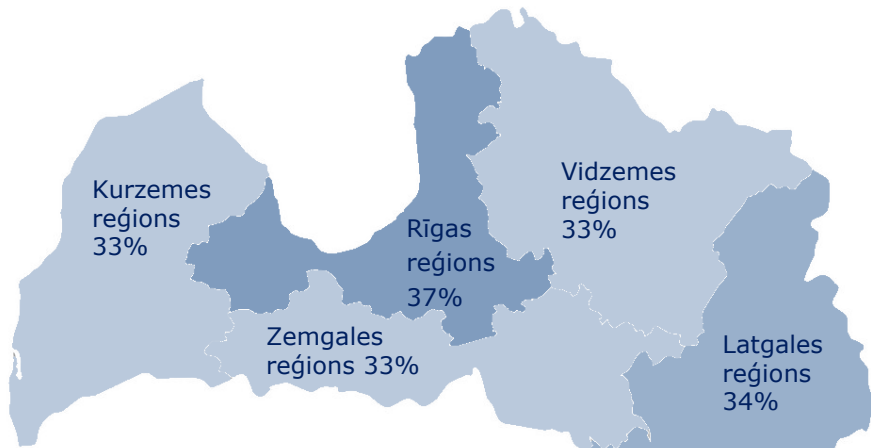 Kurzemes
reģions
33%
Vidzemes
reģions
33%
Rīgas
reģions
37%
Zemgales
reģions 33%
Latgales
reģions
34%